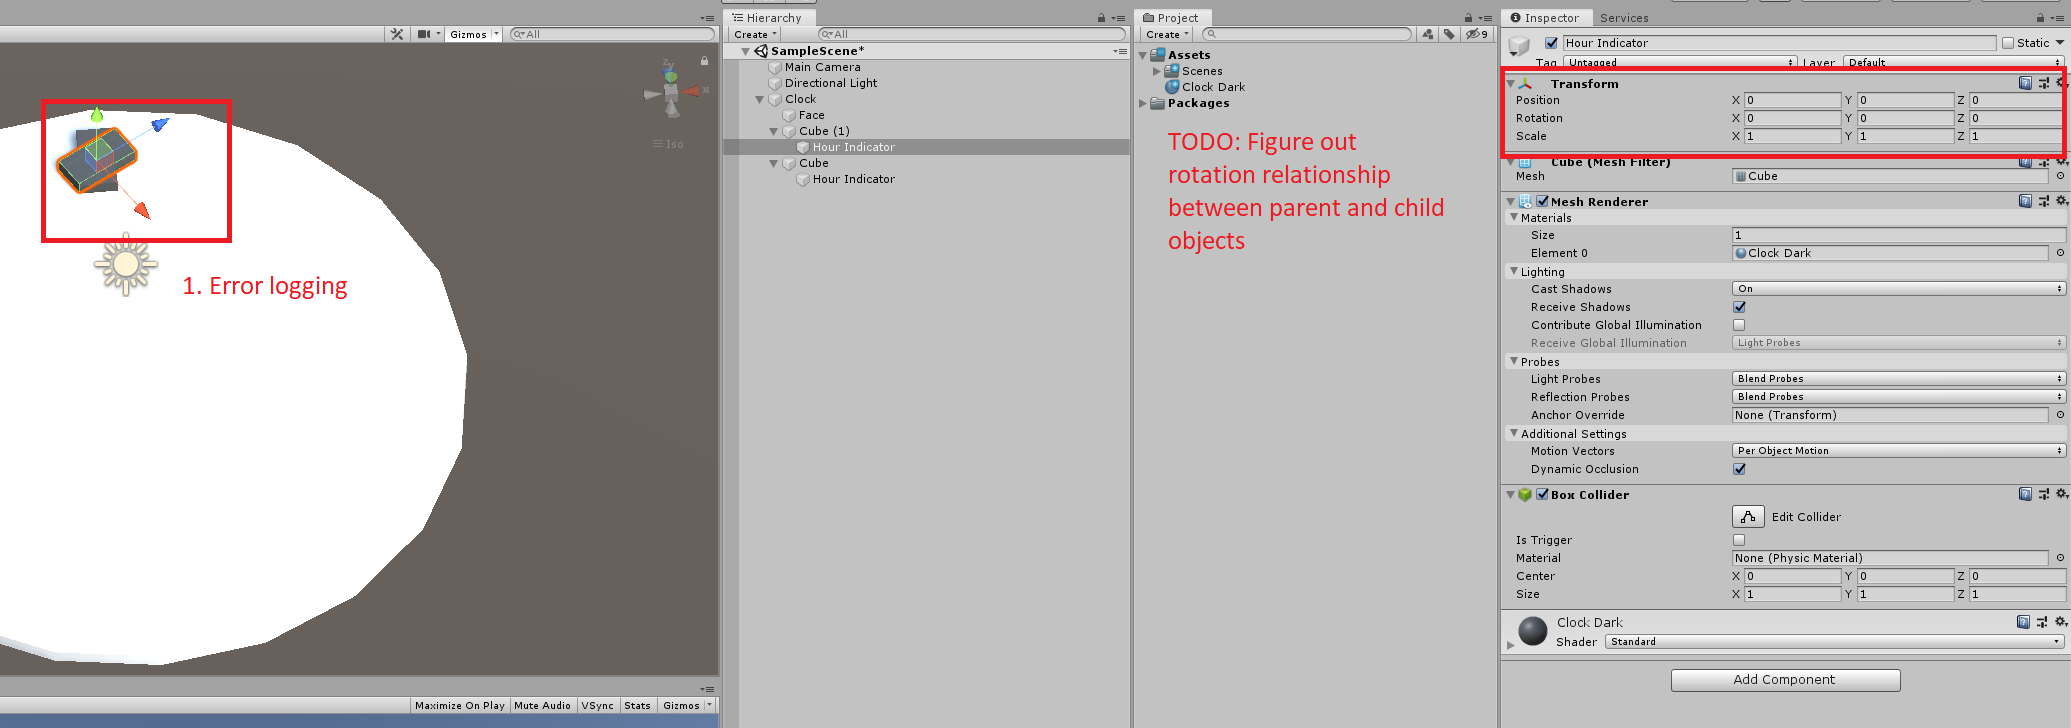 Gizmos
All
Iso
1. Error logging
Maximize On Play
Mute Audio
VSync
Stats
Gizmos
Hierarchy
Create
All
SampleScene*
Main Camera
Directional Light
Clock
Face
Cube (1)
Hour Indicator
Cube
Hour Indicator
Project
Create
9
Assets
Scenes
Clock Dark
Packages
TODO: Figure out
rotation relationship
between parent and child
objects
Inspector
Services
Hour Indicator
Static
Tag Untagged Layer Default
Transform
Position X 0 Y 0 Z 0
Rotation X 0 Y 0 Z 0
Scale X 1 Y 1 Z 1
Cube (Mesh Filter)
Mesh Cube
Mesh Renderer
Materials
Size 1
Element 0 Clock Dark
Lighting
Cast Shadows On
Receive Shadows
Contribute Global Illumination
Receive Global Illumination Light Probes
Probes
Light Probes Blend Probes
Reflection Probes Blend Probes
Anchor Override None (Transform)
Additional Settings
Motion Vectors Per Object Motion
Dynamic Occlusion
Box Collider
Edit Collider
Is Trigger
Material None (Physic Material)
Center X 0 Y 0 Z 0
Size X 1 Y 1 Z 1
Clock Dark
Shader Standard
Add Component